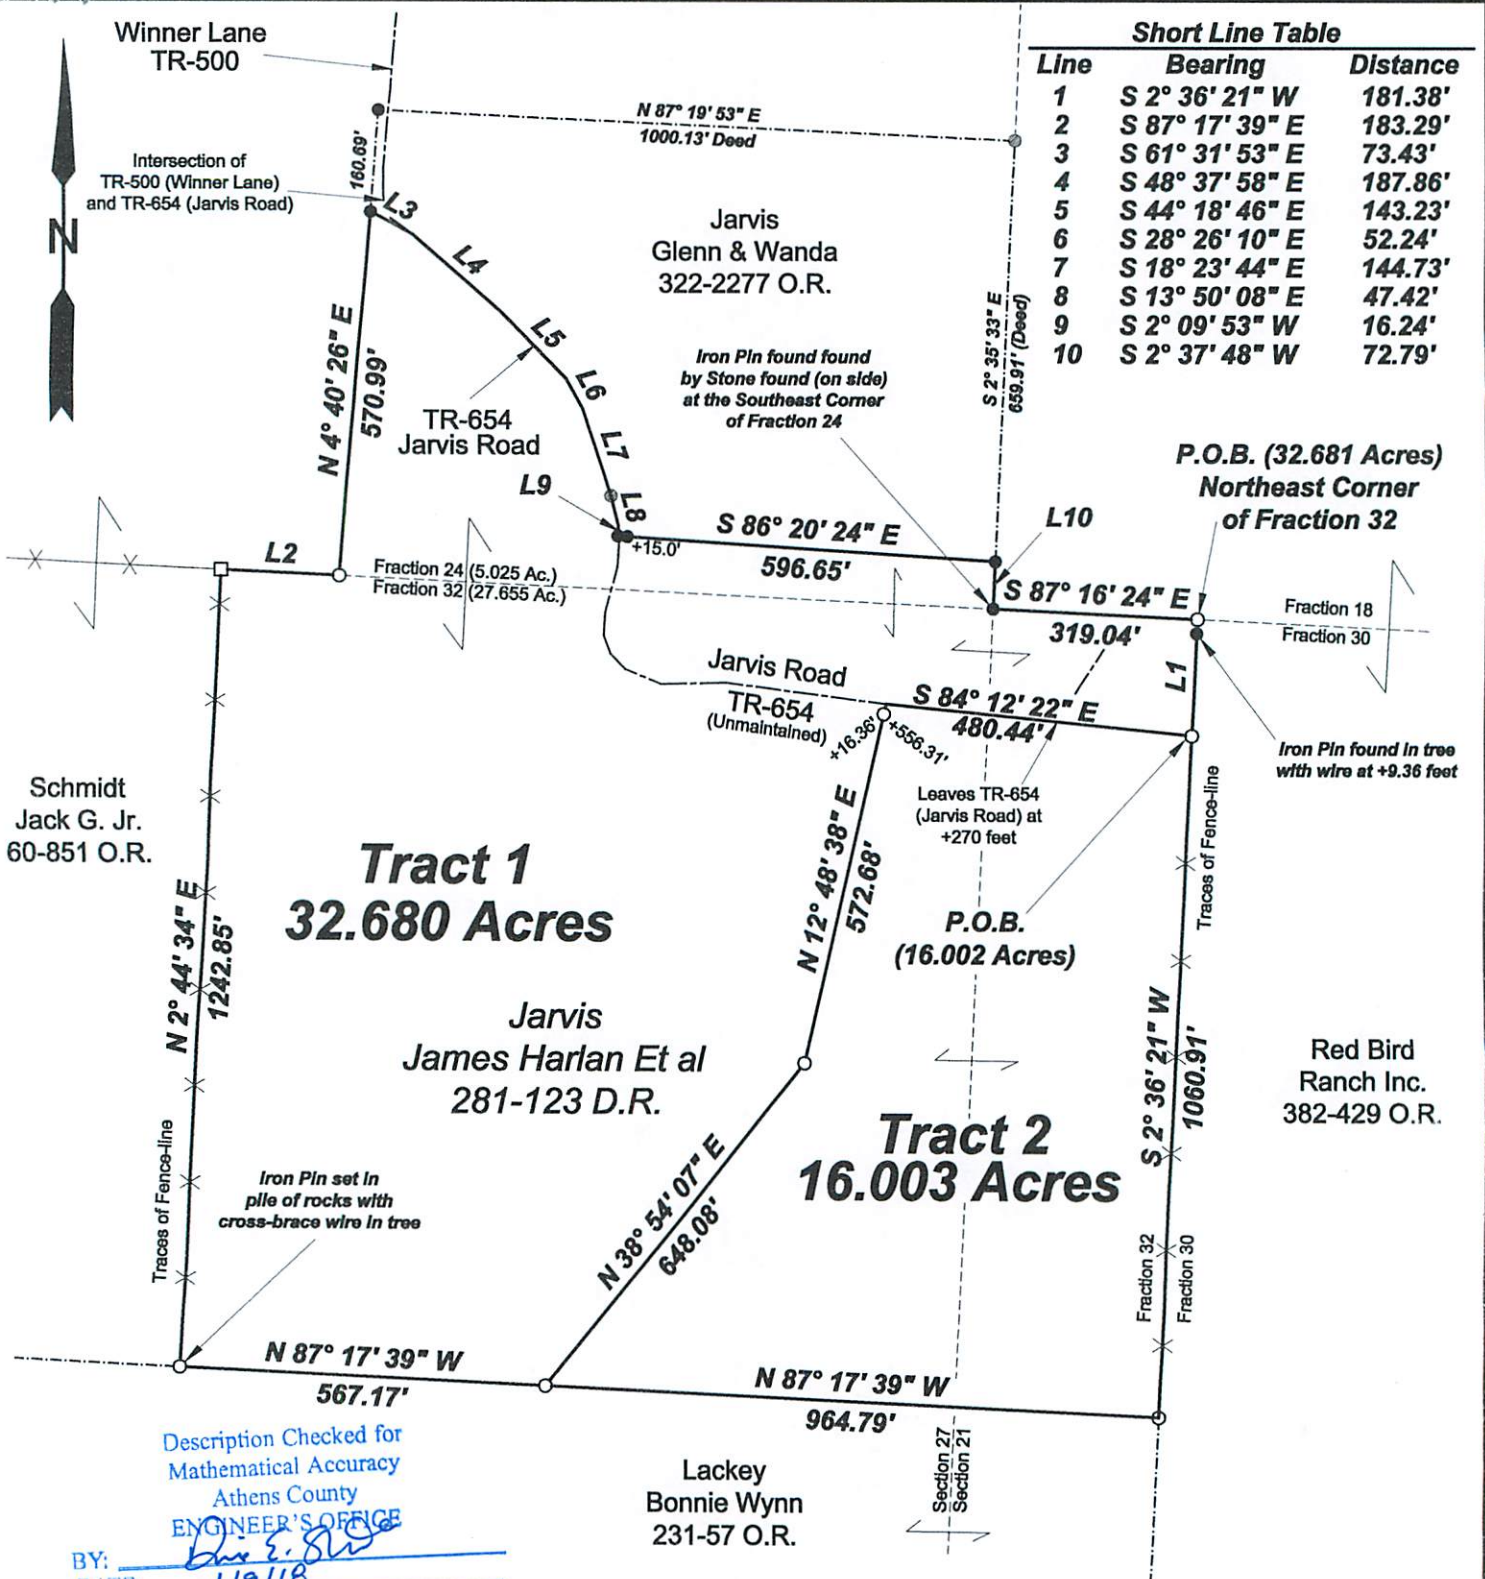 Winner Lane
TR-500
Short Line Table
Line Bearing Distance
1 S 2° 36' 21" W 181.38'
2 S 87° 17' 39" E 183.29'
3 S 61° 31' 53" E 73.43'
4 S 48° 37' 58" E 187.86'
5 S 44° 18' 46" E 143.23'
6 S 28° 26' 10" E 52.24'
7 S 18° 23' 44" E 144.73'
8 S 13° 50' 08" E 47.42'
9 S 2° 09' 53" W 16.24'
10 S 2° 37' 48" W 72.79'
N 87° 19' 53" E
1000.13' Deed
160.69'
Intersection of
TR-500 (Winner Lane)
and TR-654 (Jarvis Road)
N
L3
L4
L5
L6
L7
L8
L9
Jarvis
Glenn & Wanda
322-2277 O.R.
S 2° 35' 33" E
659.91' (Deed)
Iron Pin found found
by Stone found (on side)
at the Southeast Corner
of Fraction 24
N 4° 40' 26" E
570.99'
TR-654
Jarvis Road
P.O.B. (32.681 Acres)
Northeast Corner
of Fraction 32
L10
S 86° 20' 24" E
596.65'
+15.0'
L2
Fraction 24 (5.025 Ac.)
Fraction 32 (27.655 Ac.)
S 87° 16' 24" E
319.04'
Fraction 18
Fraction 30
L1
Jarvis Road
TR-654
(Unmaintained)
S 84° 12' 22" E
480.44'
+16.36'
+556.31'
Iron Pin found in tree
with wire at +9.36 feet
Leaves TR-654
(Jarvis Road) at
+270 feet
Schmidt
Jack G. Jr.
60-851 O.R.
Tract 1
32.680 Acres
N 12° 48' 38" E
572.68'
P.O.B.
(16.002 Acres)
Traces of Fence-line
N 2° 44' 34" E
1242.85'
Jarvis
James Harlan Et al
281-123 D.R.
S 2° 36' 21" W
1060.91'
Red Bird
Ranch Inc.
382-429 O.R.
Tract 2
16.003 Acres
Traces of Fence-line
Iron Pin set in
pile of rocks with
cross-brace wire in tree
N 38° 54' 07" E
648.08'
Fraction 32
Fraction 30
N 87° 17' 39" W
567.17'
N 87° 17' 39" W
964.79'
Section 27
Section 21
Lackey
Bonnie Wynn
231-57 O.R.
Description Checked for
Mathematical Accuracy
Athens County
ENGINEER'S OFFICE
BY: